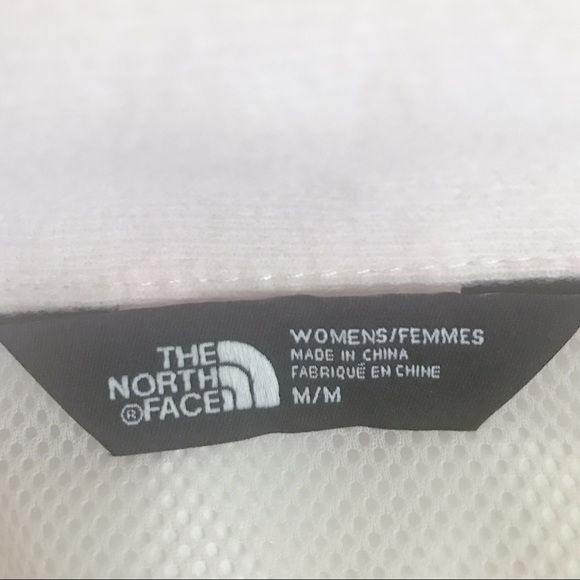 THE
NORTH
® FACE
WOMENS/FEMMES
MADE IN CHINA
FABRIQUÉ EN CHINE
M/M